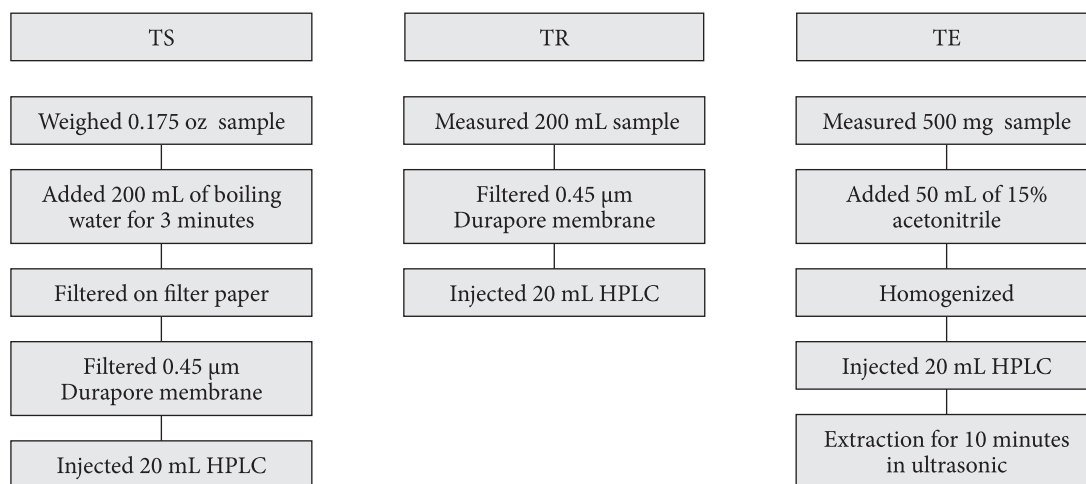 TS
Weighed 0.175 oz sample
Added 200 mL of boiling
water for 3 minutes
Filtered on filter paper
Filtered 0.45 µm
Durapore membrane
Injected 20 mL HPLC
TR
Measured 200 mL sample
Filtered 0.45 µm
Durapore membrane
Injected 20 mL HPLC
TE
Measured 500 mg sample
Added 50 mL of 15%
acetonitrile
Homogenized
Injected 20 mL HPLC
Extraction for 10 minutes
in ultrasonic